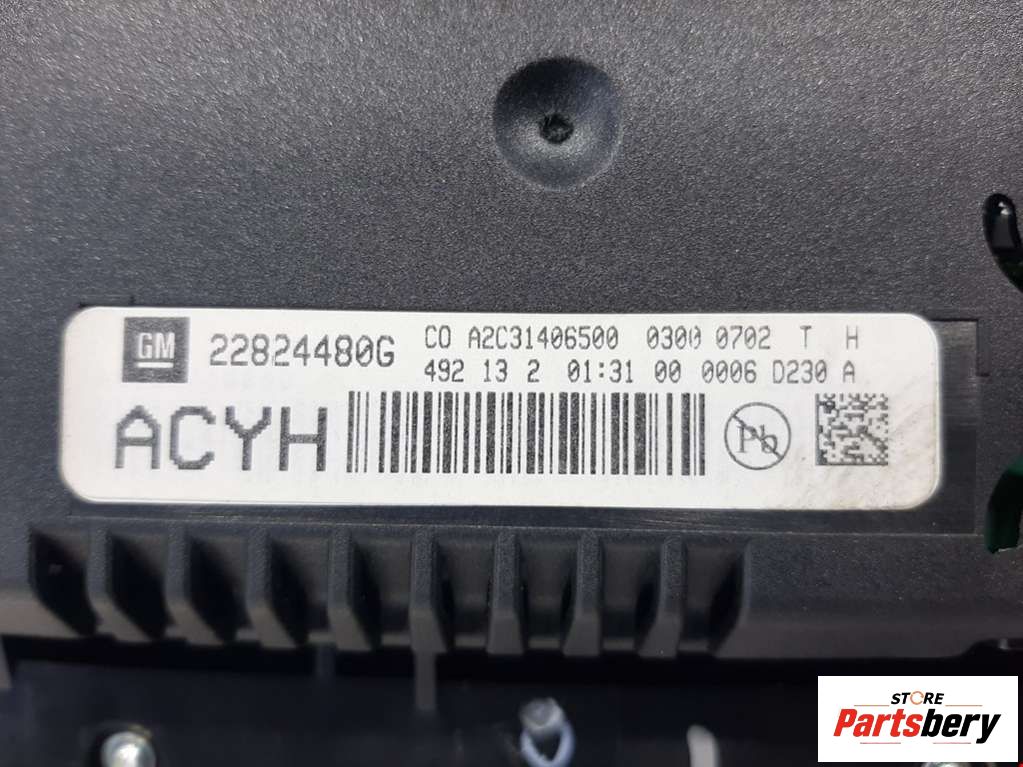 GM
22824480G
CO A2C31406500 0300 0702 T H
492 13 2 01:31 00 0006 D230 A
ACYH
Pb
STORE
Partsbery